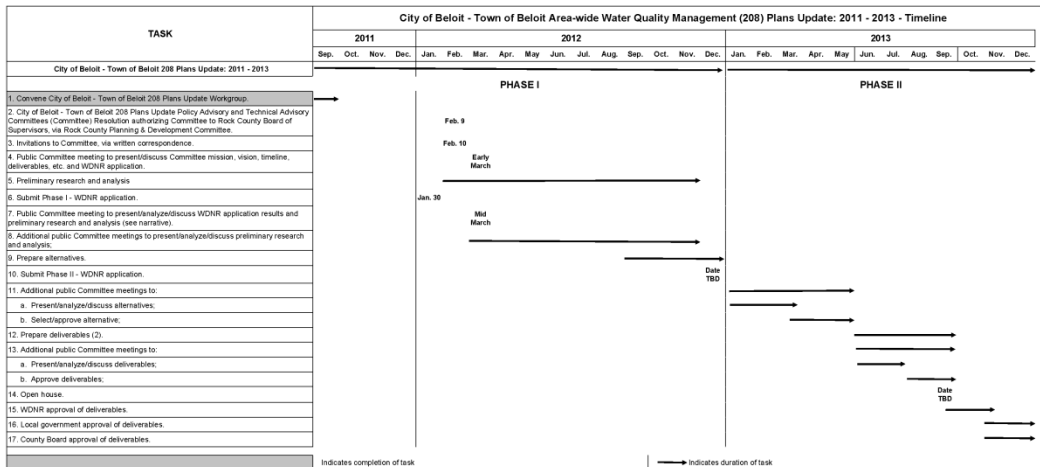 City of Beloit - Town of Beloit Area-wide Water Quality Management (208) Plans Update: 2011 - 2013 - Timeline
TASK
2011 2012 2013
Sep. Oct. Nov. Dec. Jan. Feb. Mar. Apr. May Jun. Jul. Aug. Sep. Oct. Nov. Dec. Jan. Feb. Mar. Apr. May Jun. Jul. Aug. Sep. Oct. Nov. Dec.
City of Beloit - Town of Beloit 208 Plans Update: 2011 - 2013
PHASE I PHASE II
1. Convene City of Beloit - Town of Beloit 208 Plans Update Workgroup.
2. City of Beloit - Town of Beloit 208 Plans Update Policy Advisory and Technical Advisory
Committees (Committee) Resolution authorizing Committee to Rock County Board of
Supervisors, via Rock County Planning & Development Committee.
Feb. 9
3. Invitations to Committee, via written correspondence.
Feb. 10
4. Public Committee meeting to present/discuss Committee mission, vision, timeline,
deliverables, etc. and WDNR application.
Early
March
5. Preliminary research and analysis
6. Submit Phase I - WDNR application.
Jan. 30
7. Public Committee meeting to present/analyze/discuss WDNR application results and
preliminary research and analysis (see narrative).
Mid
March
8. Additional public Committee meetings to present/analyze/discuss preliminary research
and analysis;
9. Prepare alternatives.
10. Submit Phase II - WDNR application.
Date
TBD
11. Additional public Committee meetings to:
a. Present/analyze/discuss alternatives;
b. Select/approve alternative;
12. Prepare deliverables (2).
13. Additional public Committee meetings to:
a. Present/analyze/discuss deliverables;
b. Approve deliverables;
14. Open house.
Date
TBD
15. WDNR approval of deliverables.
16. Local government approval of deliverables.
17. County Board approval of deliverables.
Indicates completion of task
Indicates duration of task